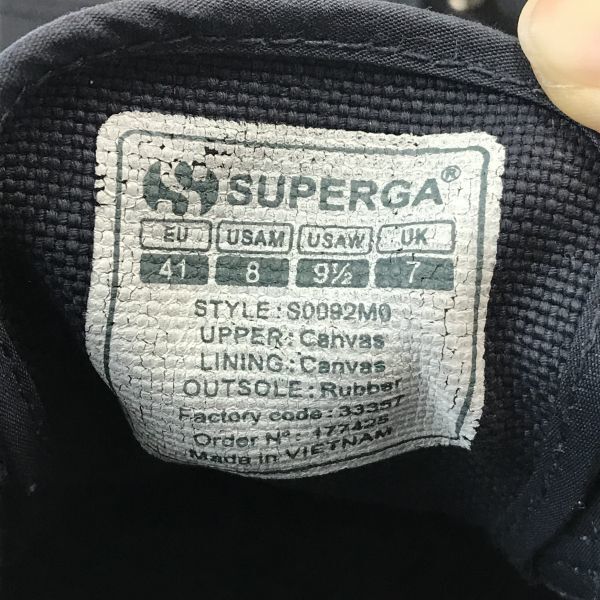 SUPERGA®
EU USAM USAW UK
41 8 9½ 7
STYLE: S0092M0
UPPER: Canvas
LINING: Canvas
OUTSOLE: Rubber
Factory code: 33357
Order Nº: 177425
Made in VIETNAM